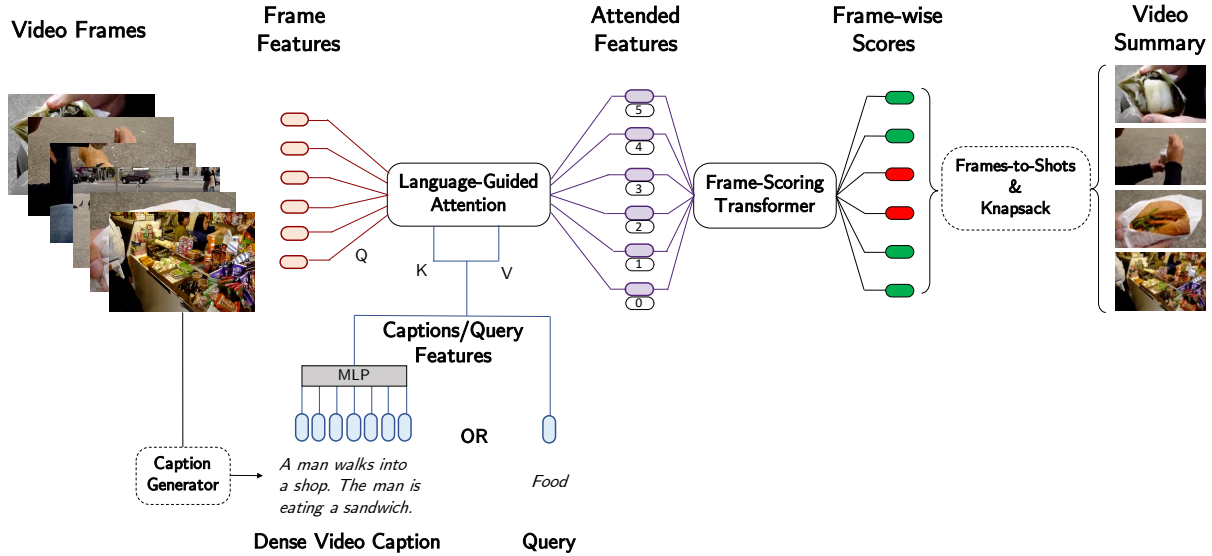 Video Frames
Frame
Features
Attended
Features
Frame-wise
Scores
Video
Summary
Q
Language-Guided
Attention
K
V
5
4
3
2
1
0
Frame-Scoring
Transformer
Frames-to-Shots
&
Knapsack
Captions/Query
Features
MLP
OR
Caption
Generator
A man walks into
a shop. The man is
eating a sandwich.
Food
Dense Video Caption
Query